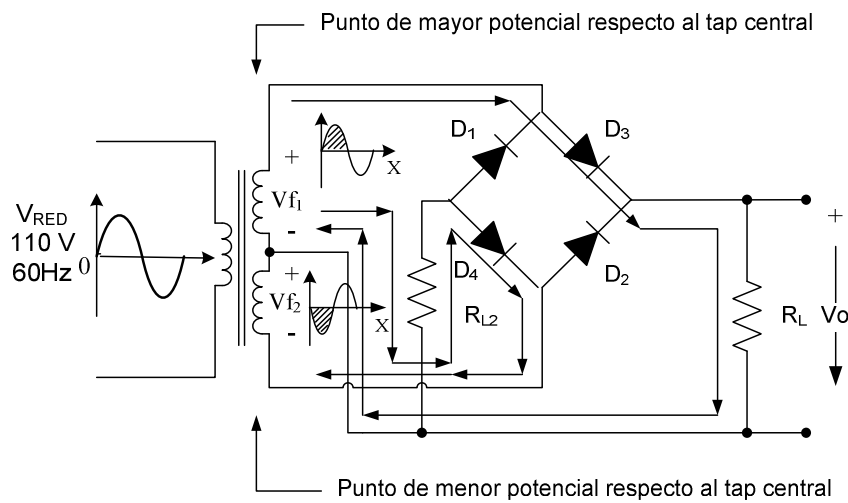 Punto de mayor potencial respecto al tap central
D1
D3
+
X
VRED
110 V
60Hz
0
Vf1
-
+
+
Vf2
-
X
D4
D2
RL2
RL
Vo
Punto de menor potencial respecto al tap central